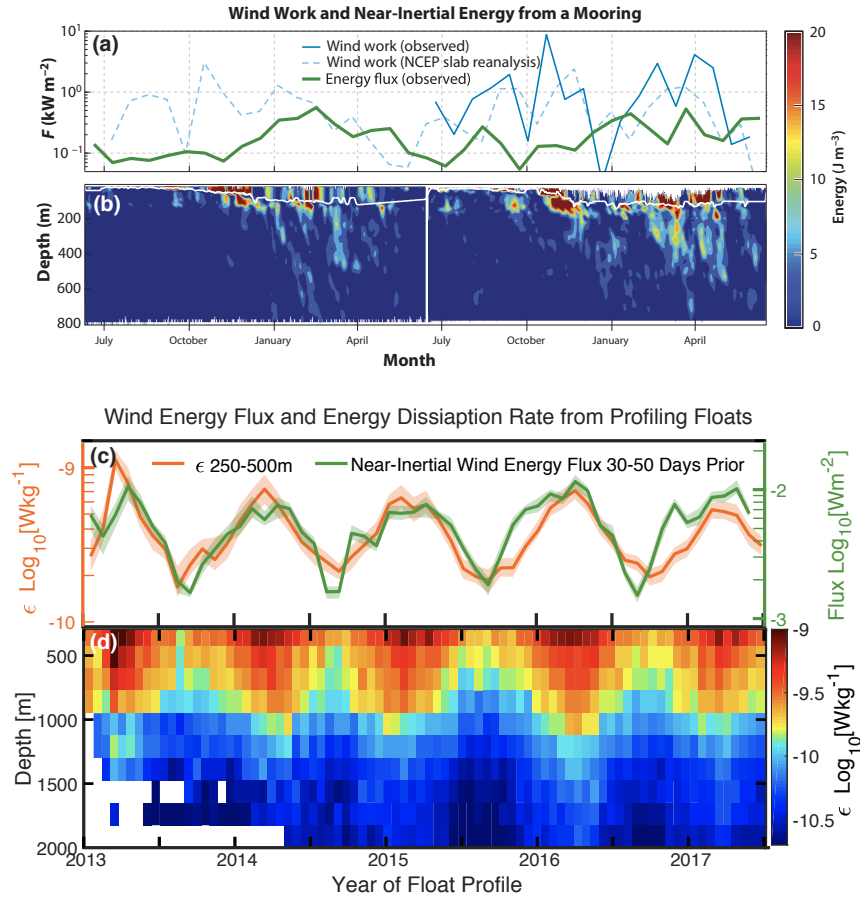 Wind Work and Near-Inertial Energy from a Mooring
(a)
Wind work (observed)
Wind work (NCEP slab reanalysis)
Energy flux (observed)
F (kW m⁻²)
10¹
10⁰
10⁻¹
(b)
Depth (m)
200
400
600
800
July
October
January
April
July
October
January
April
Month
20
15
10
5
0
Energy (J m⁻³)
Wind Energy Flux and Energy Dissiaption Rate from Profiling Floats
(c)
ϵ 250-500m
Near-Inertial Wind Energy Flux 30-50 Days Prior
ϵ Log₁₀[Wkg⁻¹]
-9
-10
-2
-3
Flux Log₁₀[Wm⁻²]
(d)
Depth [m]
500
1000
1500
2000
2013
2014
2015
2016
2017
Year of Float Profile
-9
-9.5
-10
-10.5
ϵ Log₁₀[Wkg⁻¹]